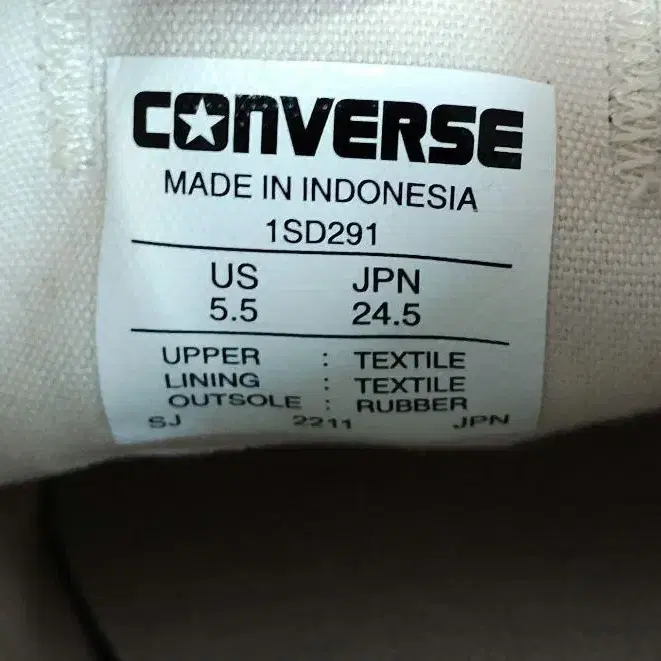 CONVERSE
MADE IN INDONESIA
1SD291
US JPN
5.5 24.5
UPPER : TEXTILE
LINING : TEXTILE
OUTSOLE : RUBBER
SJ 2211 JPN